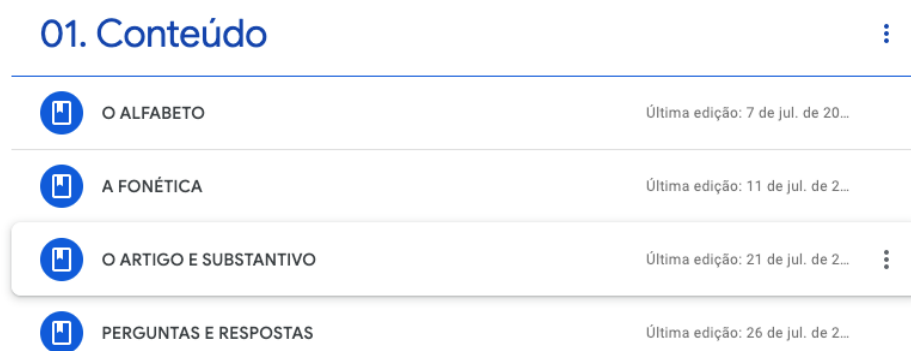 01. Conteúdo
O ALFABETO Última edição: 7 de jul. de 20...
A FONÉTICA Última edição: 11 de jul. de 2...
O ARTIGO E SUBSTANTIVO Última edição: 21 de jul. de 2...
PERGUNTAS E RESPOSTAS Última edição: 26 de jul. de 2...